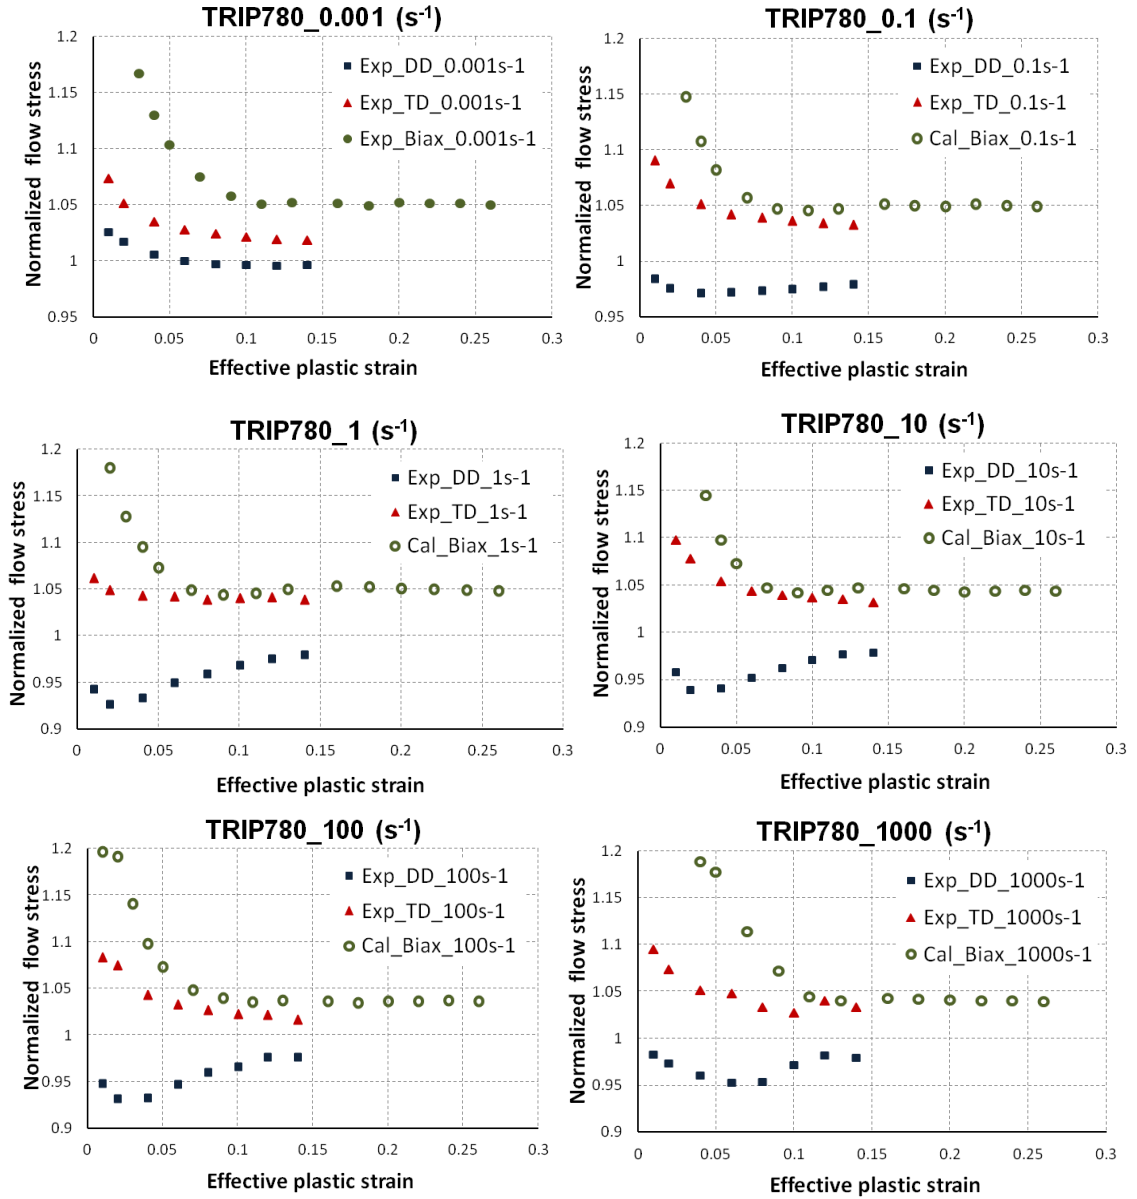 TRIP780_0.001 (s-1)
Normalized flow stress
1.2
1.15
1.1
1.05
1
0.95
Exp_DD_0.001s-1
Exp_TD_0.001s-1
Exp_Biax_0.001s-1
0 0.05 0.1 0.15 0.2 0.25 0.3
Effective plastic strain
TRIP780_0.1 (s-1)
Normalized flow stress
1.2
1.15
1.1
1.05
1
0.95
Exp_DD_0.1s-1
Exp_TD_0.1s-1
Cal_Biax_0.1s-1
0 0.05 0.1 0.15 0.2 0.25 0.3
Effective plastic strain
TRIP780_1 (s-1)
Normalized flow stress
1.2
1.15
1.1
1.05
1
0.95
0.9
Exp_DD_1s-1
Exp_TD_1s-1
Cal_Biax_1s-1
0 0.05 0.1 0.15 0.2 0.25 0.3
Effective plastic strain
TRIP780_10 (s-1)
Normalized flow stress
1.2
1.15
1.1
1.05
1
0.95
0.9
Exp_DD_10s-1
Exp_TD_10s-1
Cal_Biax_10s-1
0 0.05 0.1 0.15 0.2 0.25 0.3
Effective plastic strain
TRIP780_100 (s-1)
Normalized flow stress
1.2
1.15
1.1
1.05
1
0.95
0.9
Exp_DD_100s-1
Exp_TD_100s-1
Cal_Biax_100s-1
0 0.05 0.1 0.15 0.2 0.25 0.3
Effective plastic strain
TRIP780_1000 (s-1)
Normalized flow stress
1.2
1.15
1.1
1.05
1
0.95
0.9
Exp_DD_1000s-1
Exp_TD_1000s-1
Cal_Biax_1000s-1
0 0.05 0.1 0.15 0.2 0.25 0.3
Effective plastic strain